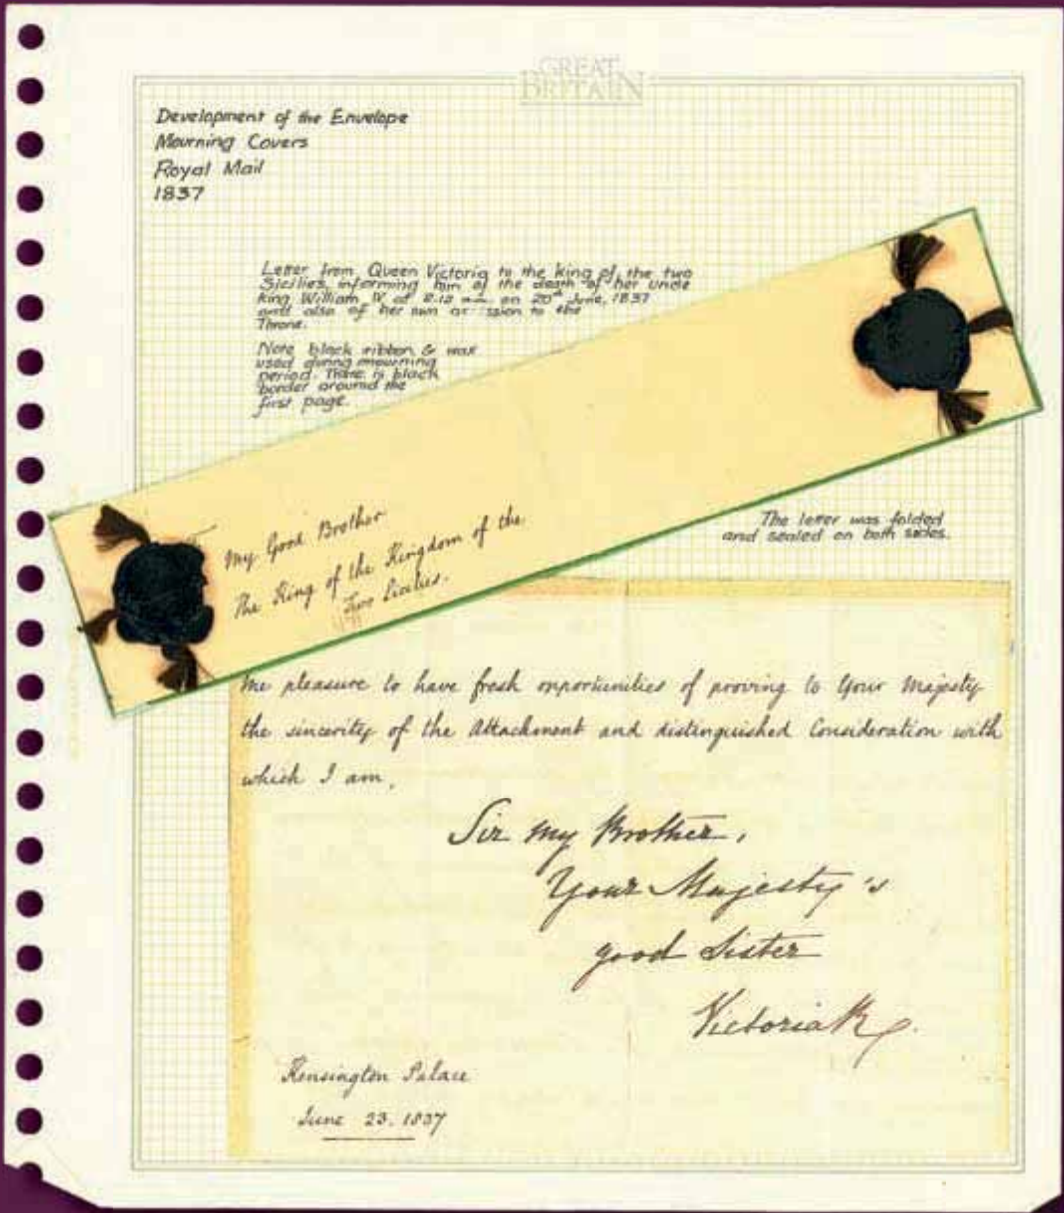 GREAT
BRITAIN
Development of the Envelope
Mourning Covers
Royal Mail
1837
Letter from Queen Victoria to the king of the two
Sicilies, informing him of the death of her uncle
king William IV at 2.12 a.m. on 20th June, 1837
and also of her own to the
Throne.
Note black ribbon & wax
used during mourning
period. There is black
border around the
first page.
My Good Brother
The King of the Kingdom of the
Two Sicilies.
The letter was folded
and sealed on both sides.
me pleasure to have fresh opportunities of proving to Your Majesty
the sincerity of the Attachment and distinguished Consideration with
which I am,
Sir My Brother,
Your Majesty's
good Sister
Victoria R
Kensington Palace
June 23. 1837